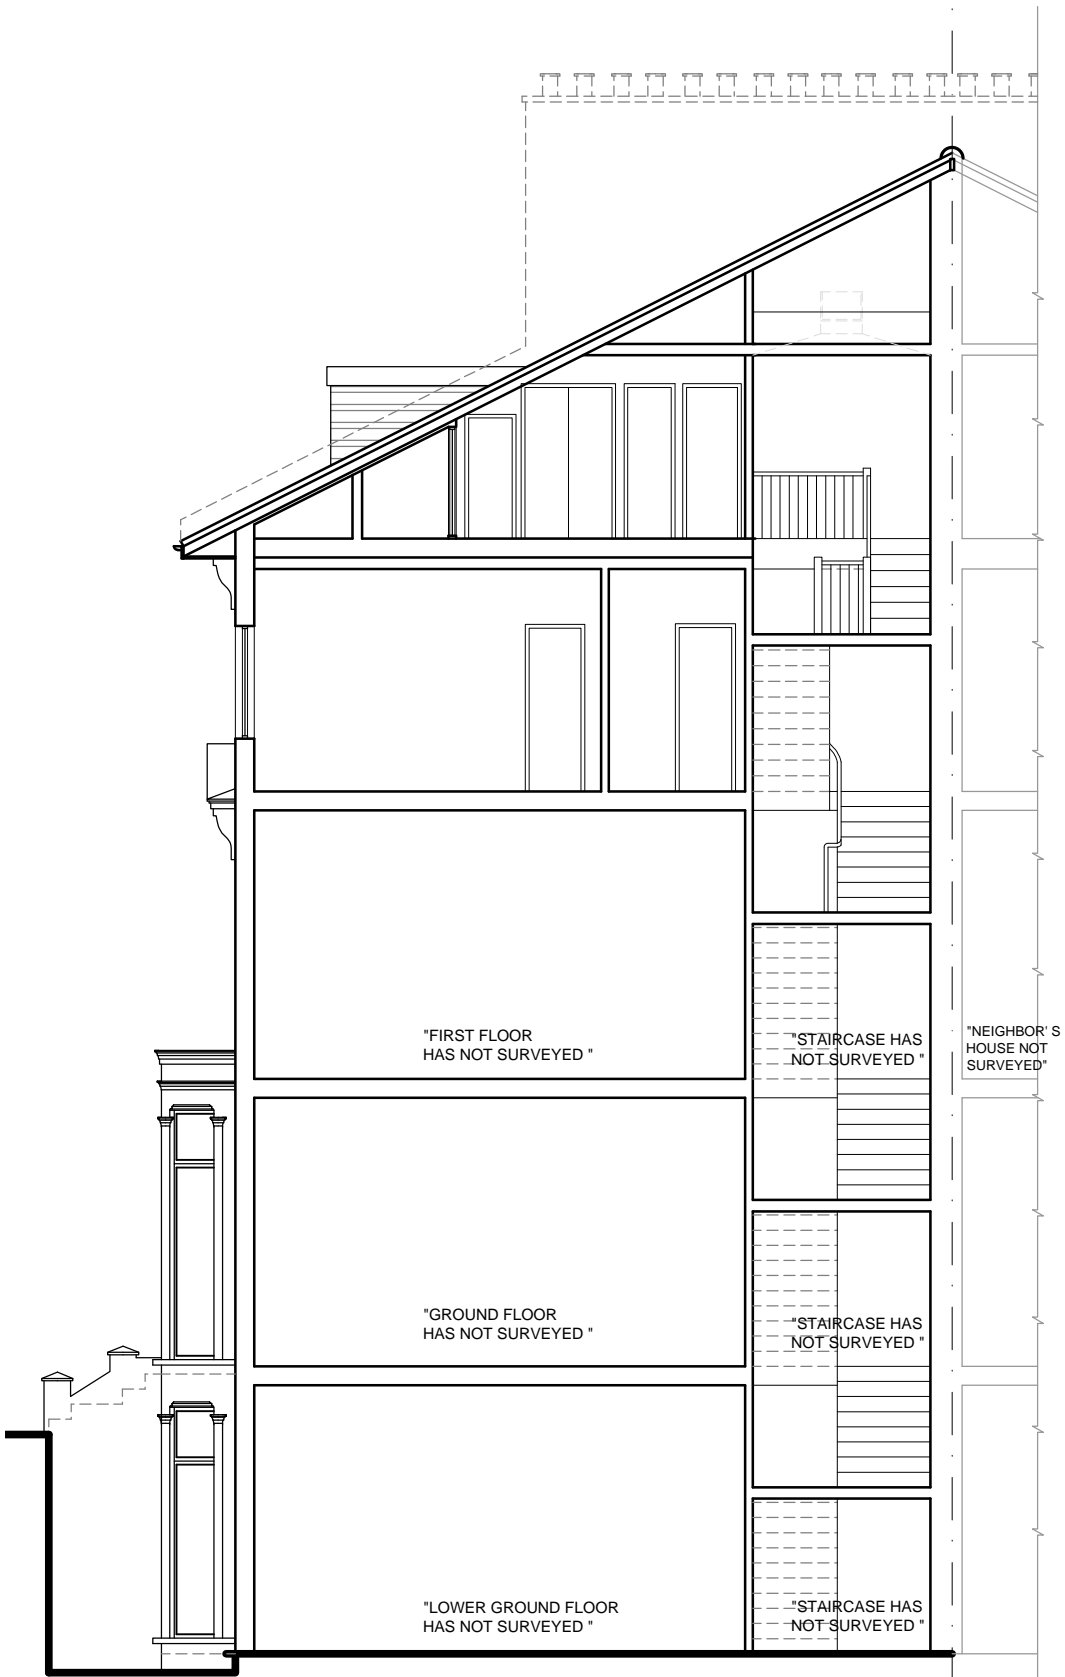 "FIRST FLOOR
HAS NOT SURVEYED "
"STAIRCASE HAS
NOT SURVEYED "
"NEIGHBOR' S
HOUSE NOT
SURVEYED"
"GROUND FLOOR
HAS NOT SURVEYED "
"STAIRCASE HAS
NOT SURVEYED "
"LOWER GROUND FLOOR
HAS NOT SURVEYED "
"STAIRCASE HAS
NOT SURVEYED "